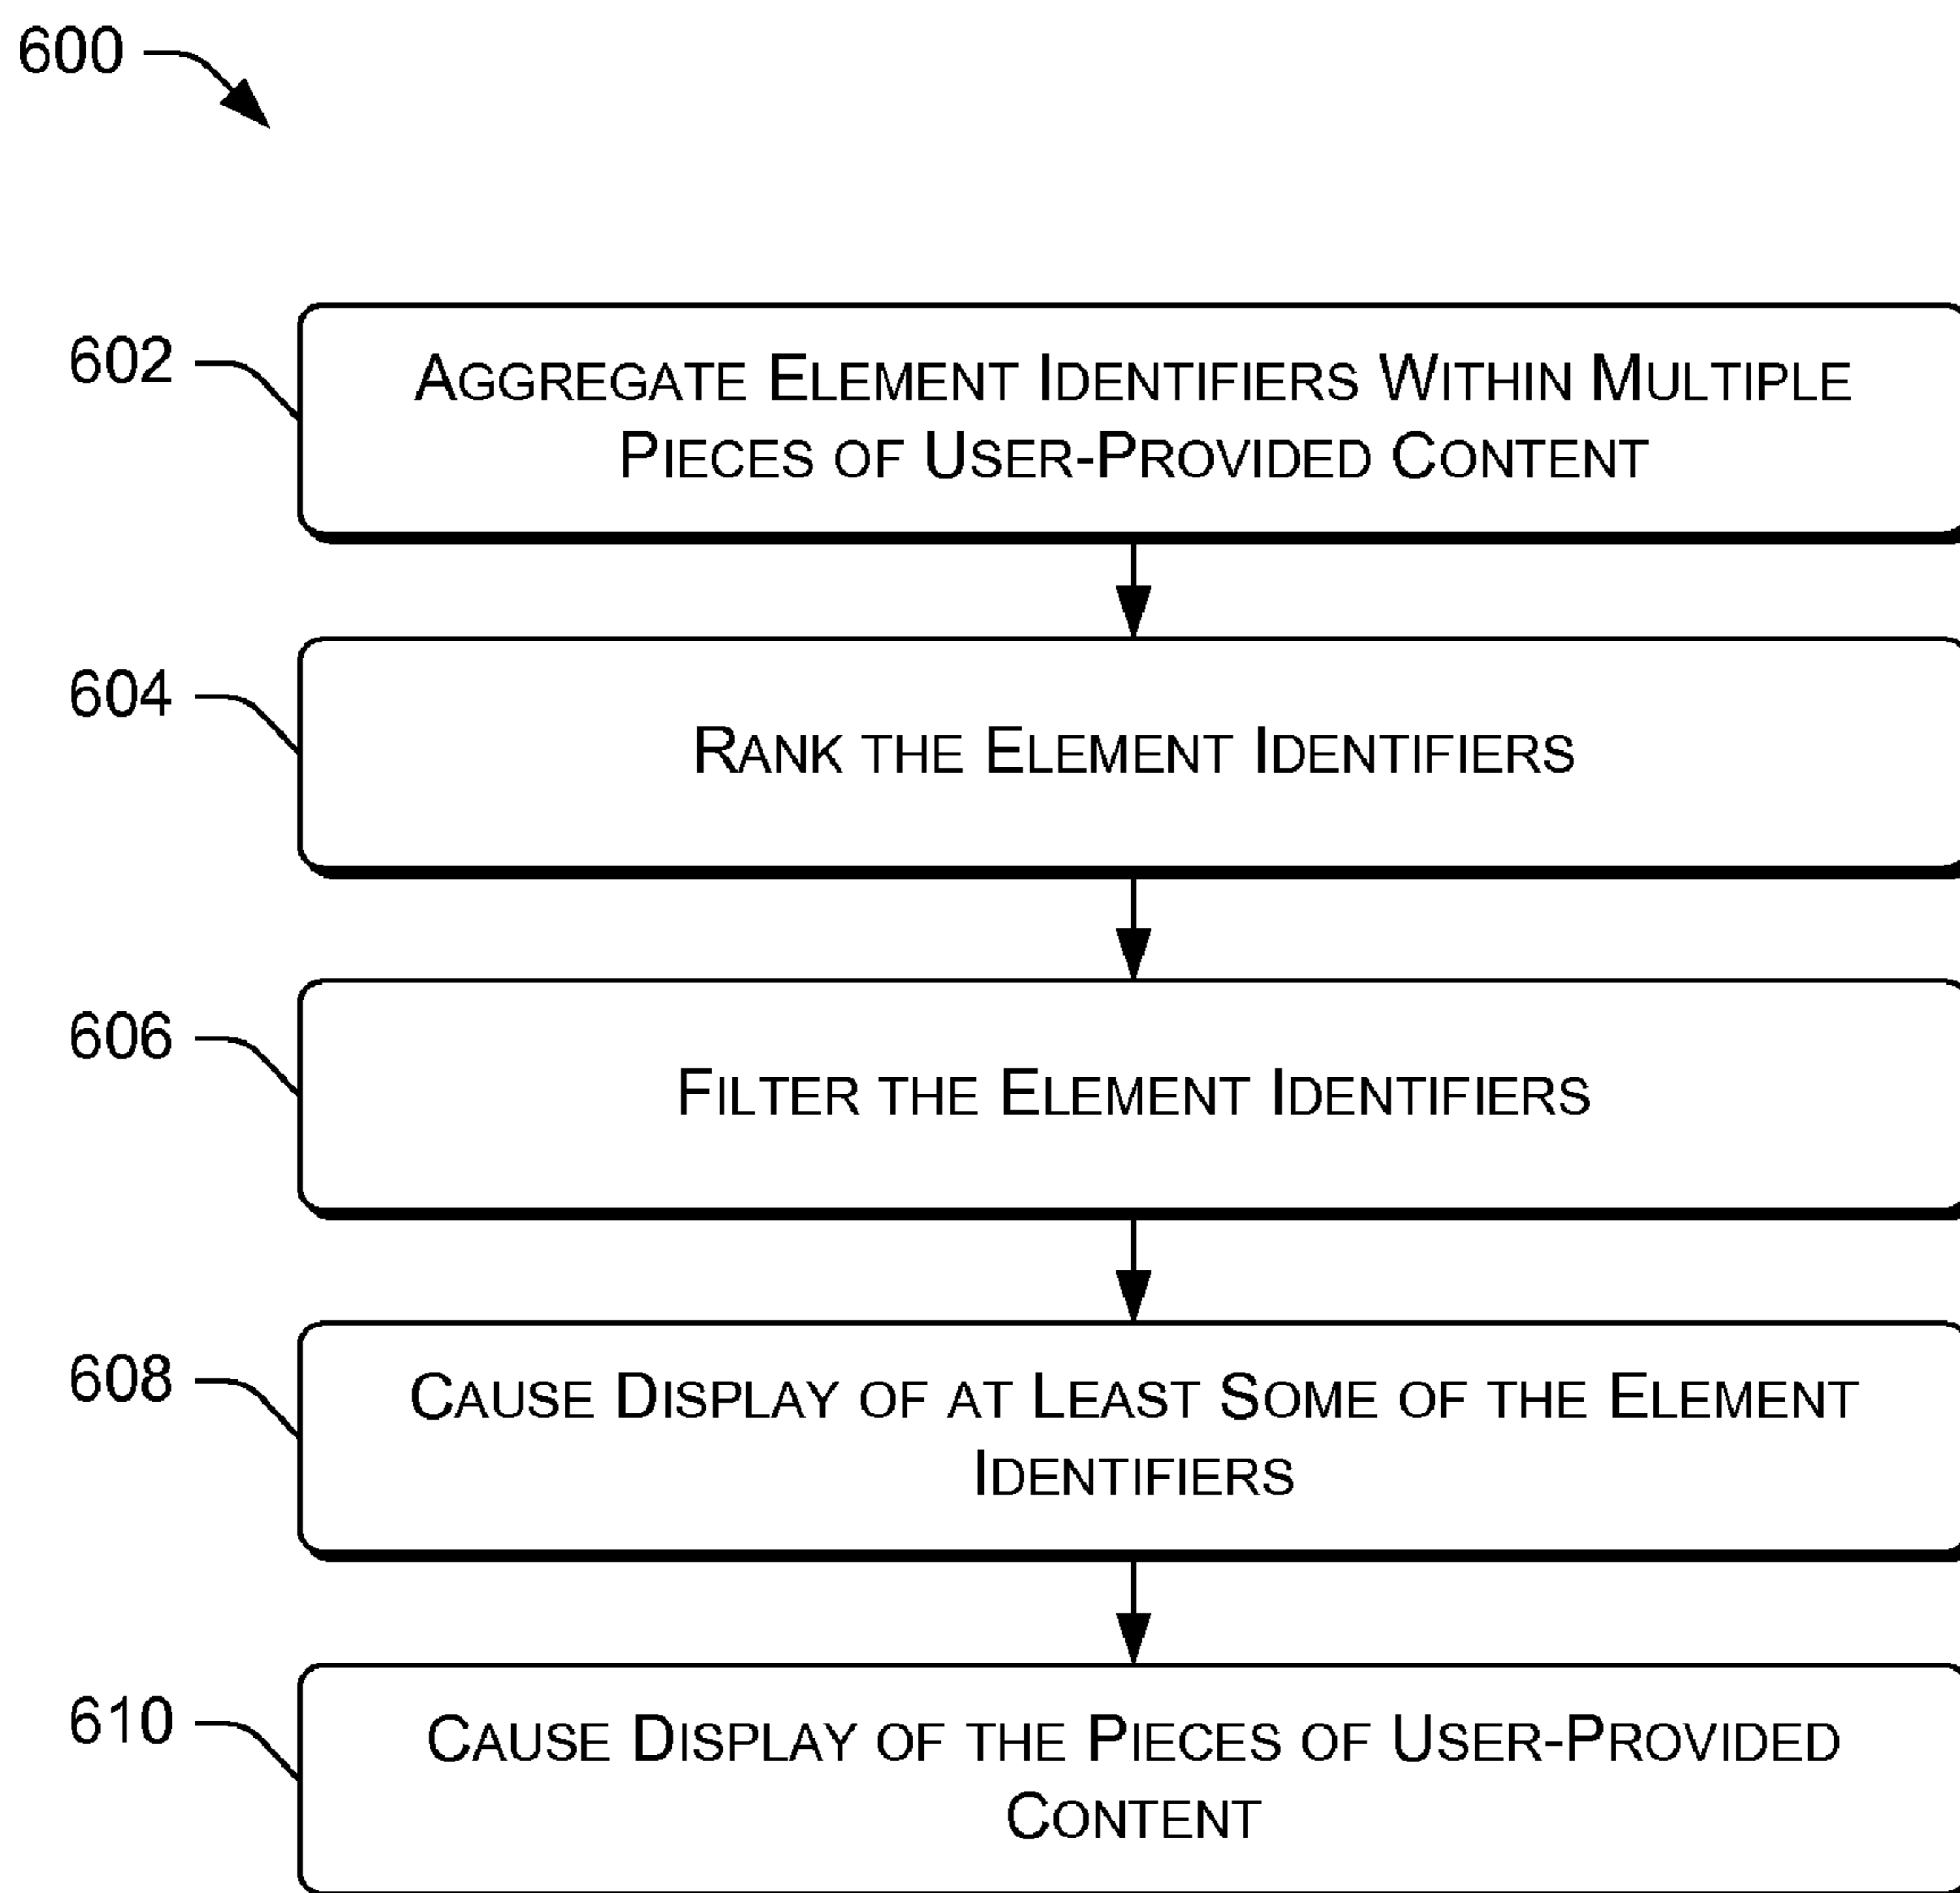 600
602
AGGREGATE ELEMENT IDENTIFIERS WITHIN MULTIPLE
PIECES OF USER-PROVIDED CONTENT
604
RANK THE ELEMENT IDENTIFIERS
606
FILTER THE ELEMENT IDENTIFIERS
608
CAUSE DISPLAY OF AT LEAST SOME OF THE ELEMENT
IDENTIFIERS
610
CAUSE DISPLAY OF THE PIECES OF USER-PROVIDED
CONTENT